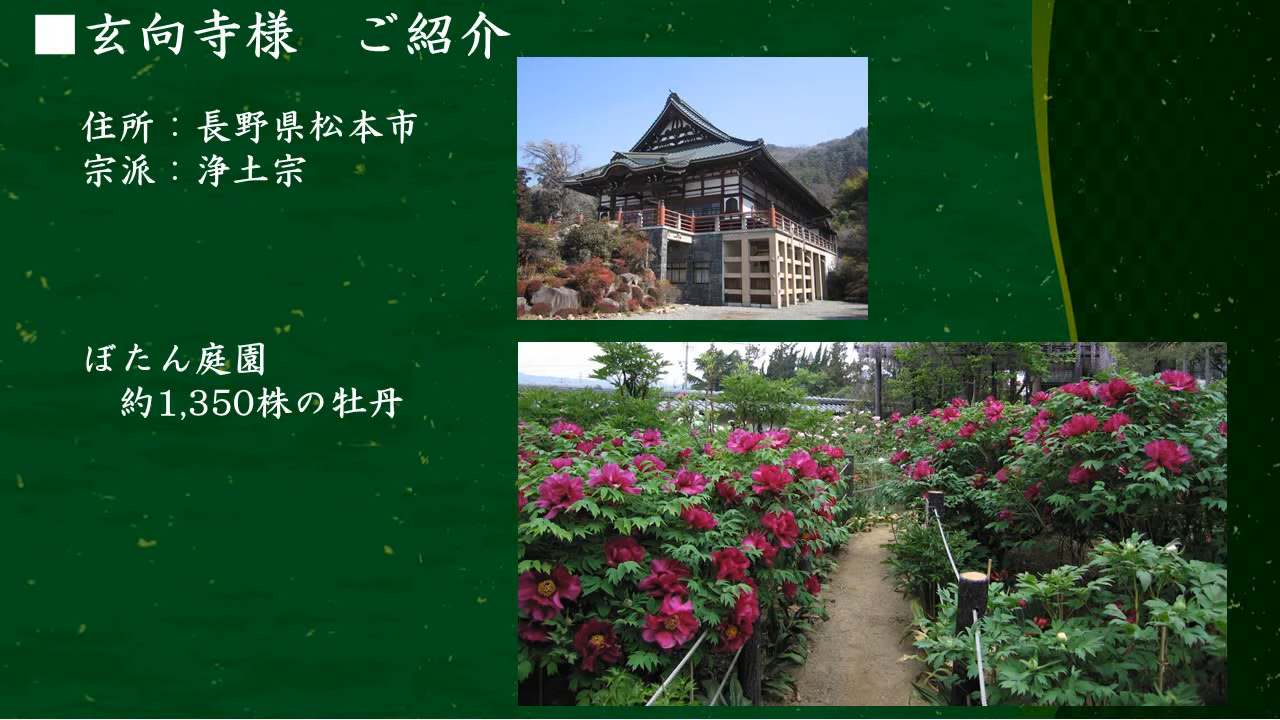 ■玄向寺様　ご紹介
住所：長野県松本市
宗派：浄土宗
ぼたん庭園
約1,350株の牡丹